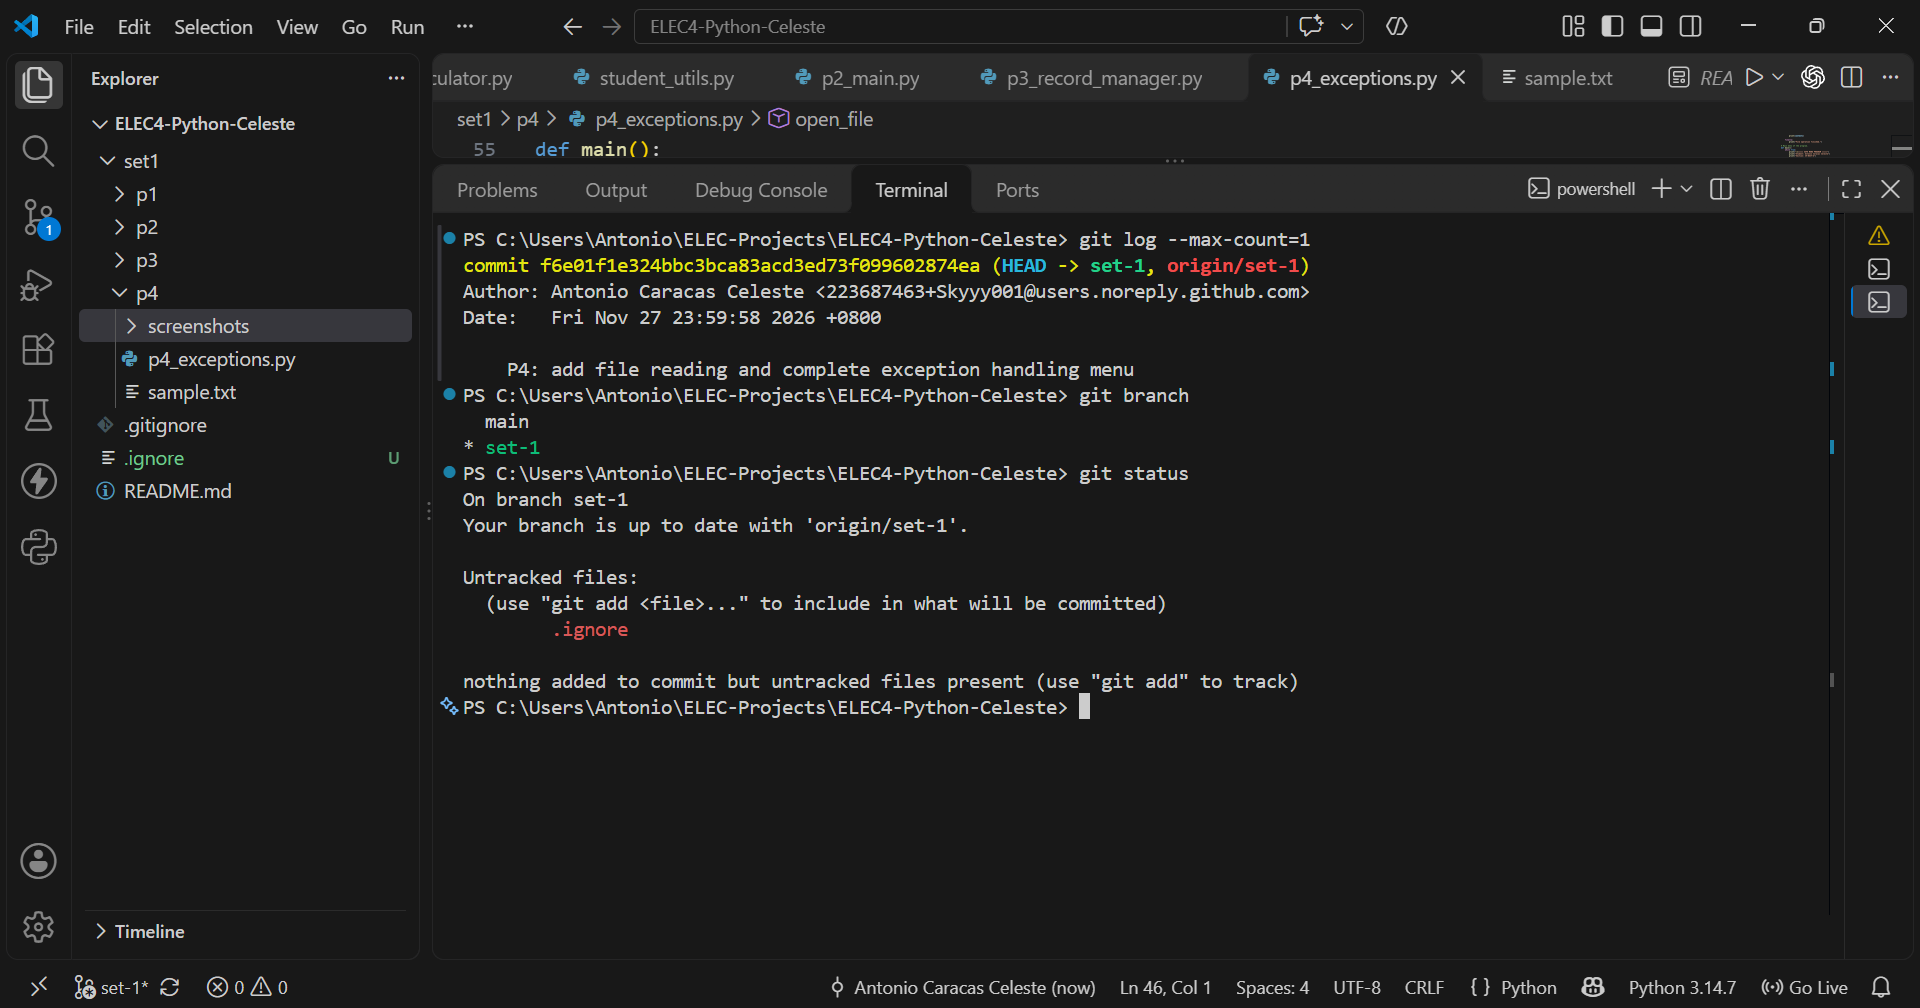 File Edit Selection View Go Run ···
ELEC4-Python-Celeste
Explorer
ELEC4-Python-Celeste
set1
p1
p2
p3
p4
screenshots
p4_exceptions.py
sample.txt
.gitignore
.ignore U
README.md
Timeline
1
culator.py student_utils.py p2_main.py p3_record_manager.py p4_exceptions.py sample.txt REA
set1 > p4 > p4_exceptions.py > open_file
55 def main():
Problems Output Debug Console Terminal Ports powershell
PS C:\Users\Antonio\ELEC-Projects\ELEC4-Python-Celeste> git log --max-count=1
commit f6e01f1e324bbc3bca83acd3ed73f099602874ea (HEAD -> set-1, origin/set-1)
Author: Antonio Caracas Celeste <223687463+Skyyy001@users.noreply.github.com>
Date:   Fri Nov 27 23:59:58 2026 +0800
P4: add file reading and complete exception handling menu
PS C:\Users\Antonio\ELEC-Projects\ELEC4-Python-Celeste> git branch
main
* set-1
PS C:\Users\Antonio\ELEC-Projects\ELEC4-Python-Celeste> git status
On branch set-1
Your branch is up to date with 'origin/set-1'.
Untracked files:
(use "git add <file>..." to include in what will be committed)
.ignore
nothing added to commit but untracked files present (use "git add" to track)
PS C:\Users\Antonio\ELEC-Projects\ELEC4-Python-Celeste>
set-1* 0 0 Antonio Caracas Celeste (now) Ln 46, Col 1 Spaces: 4 UTF-8 CRLF { } Python Python 3.14.7 Go Live